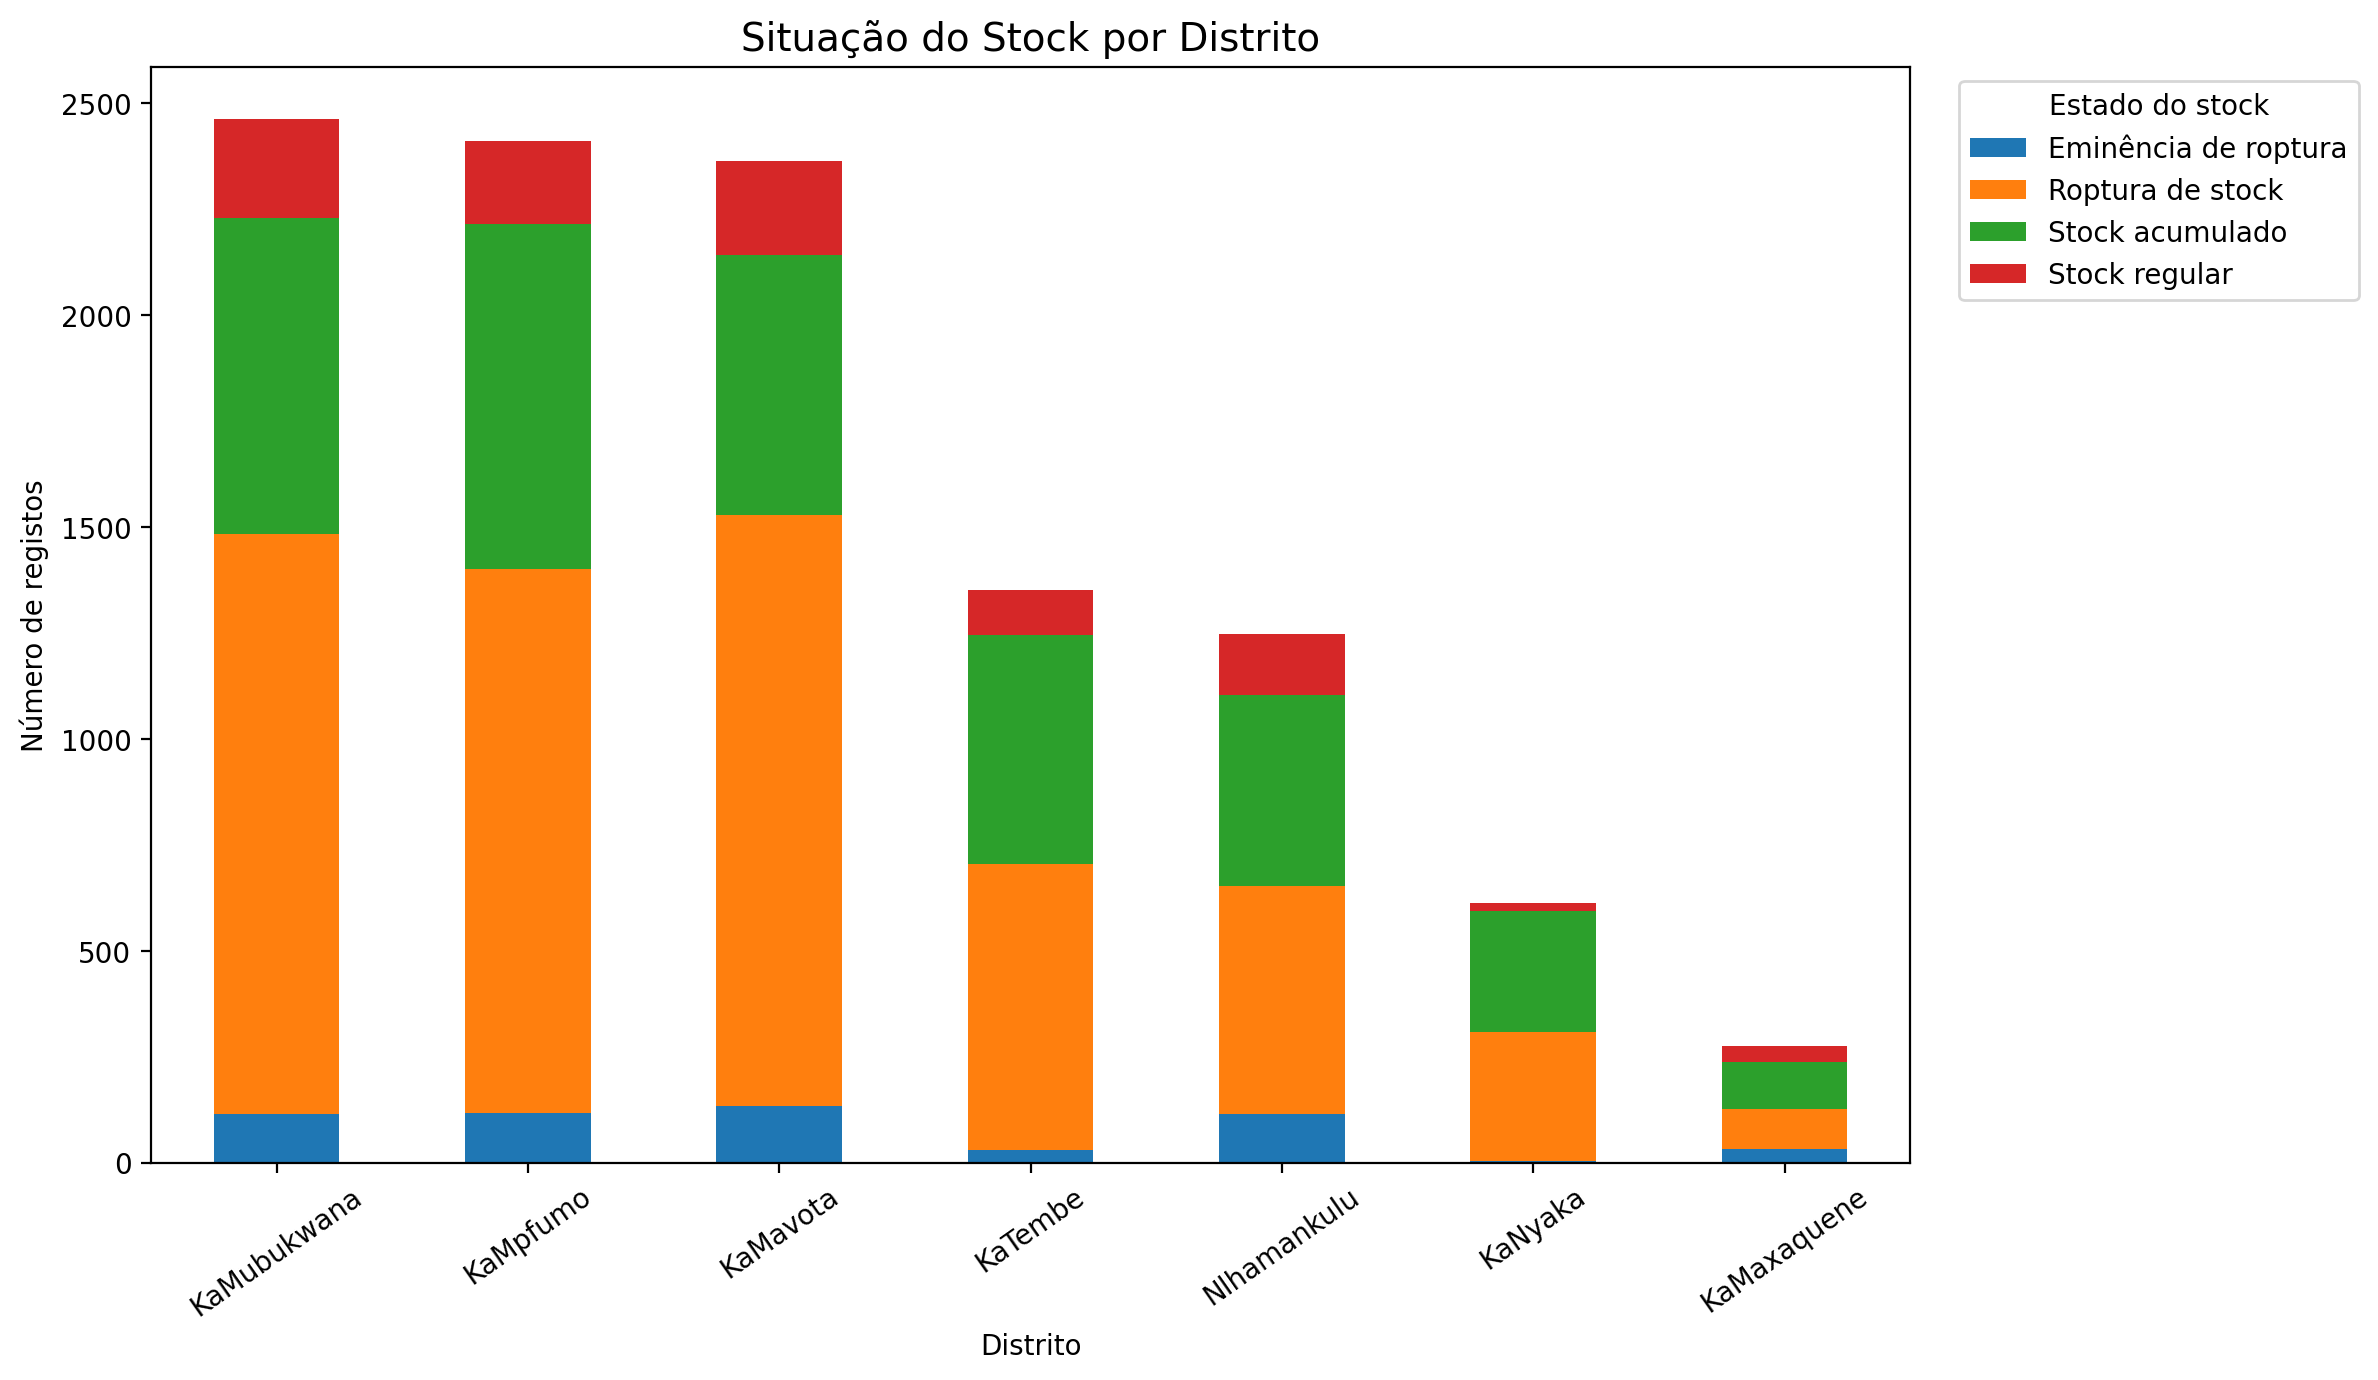 Situação do Stock por Distrito
Número de registos
2500
2000
1500
1000
500
0
KaMubukwana
KaMpfumo
KaMavota
KaTembe
Nlhamankulu
KaNyaka
KaMaxaquene
Distrito
Estado do stock
Eminência de roptura
Roptura de stock
Stock acumulado
Stock regular